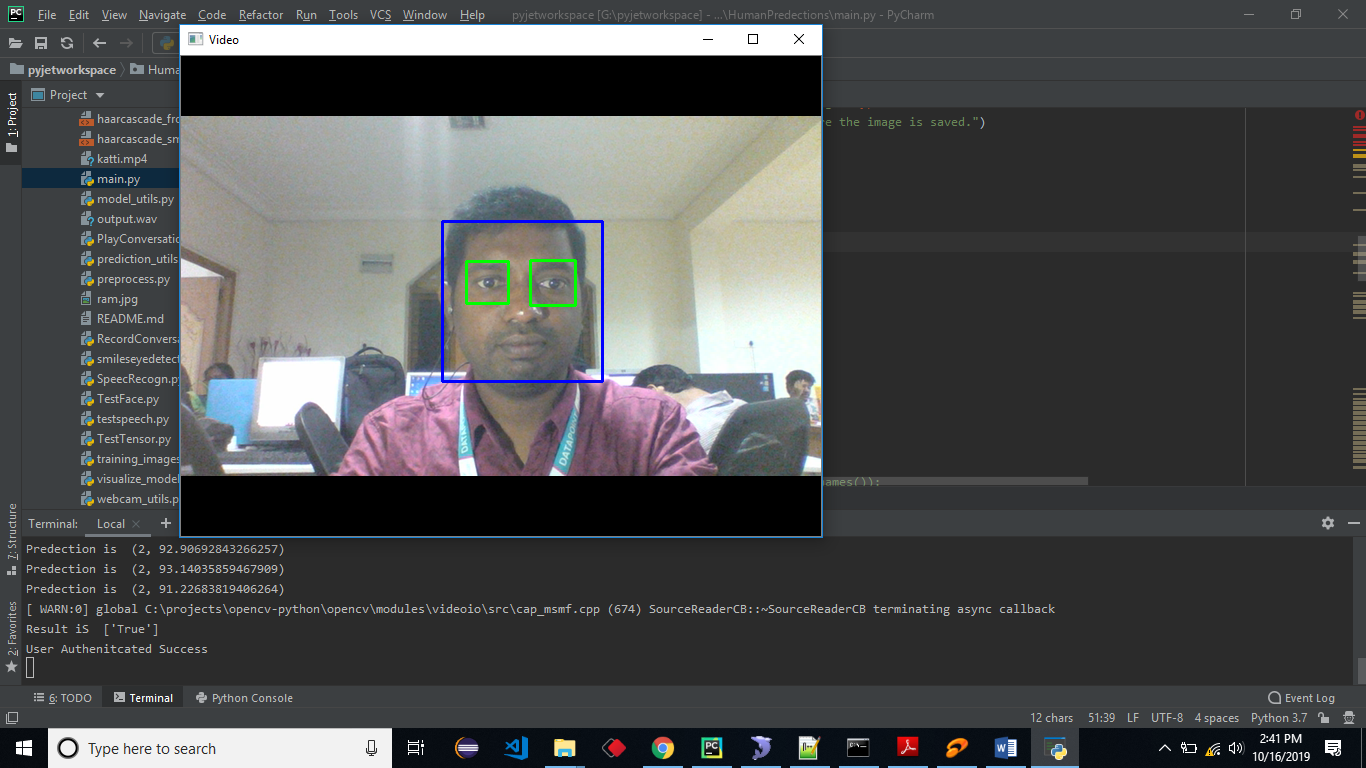 File Edit View Navigate Code Refactor Run Tools VCS Window Help pyjetworkspace [G:\pyjetworkspace] - ...\HumanPredections\main.py - PyCharm
Video
pyjetworkspace Huma
Project
1: Project
haarcascade_fro
re the image is saved.")
haarcascade_sm
katti.mp4
main.py
model_utils.py
output.wav
PlayConversatio
prediction_utils
preprocess.py
ram.jpg
README.md
RecordConversa
smileseyedetect
SpeecRecogn.py
TestFace.py
testspeech.py
TestTensor.py
training_images
visualize_model
ames()):
webcam_utils.p
DATAPOINT
7: Structure
2: Favorites
Terminal: Local +
Predection is (2, 92.90692843266257)
Predection is (2, 93.14035859467909)
Predection is (2, 91.22683819406264)
[ WARN:0] global C:\projects\opencv-python\opencv\modules\videoio\src\cap_msmf.cpp (674) SourceReaderCB::~SourceReaderCB terminating async callback
Result iS ['True']
User Authenitcated Success
6: TODO Terminal Python Console Event Log
12 chars 51:39 LF UTF-8 4 spaces Python 3.7
Type here to search
2:41 PM
10/16/2019